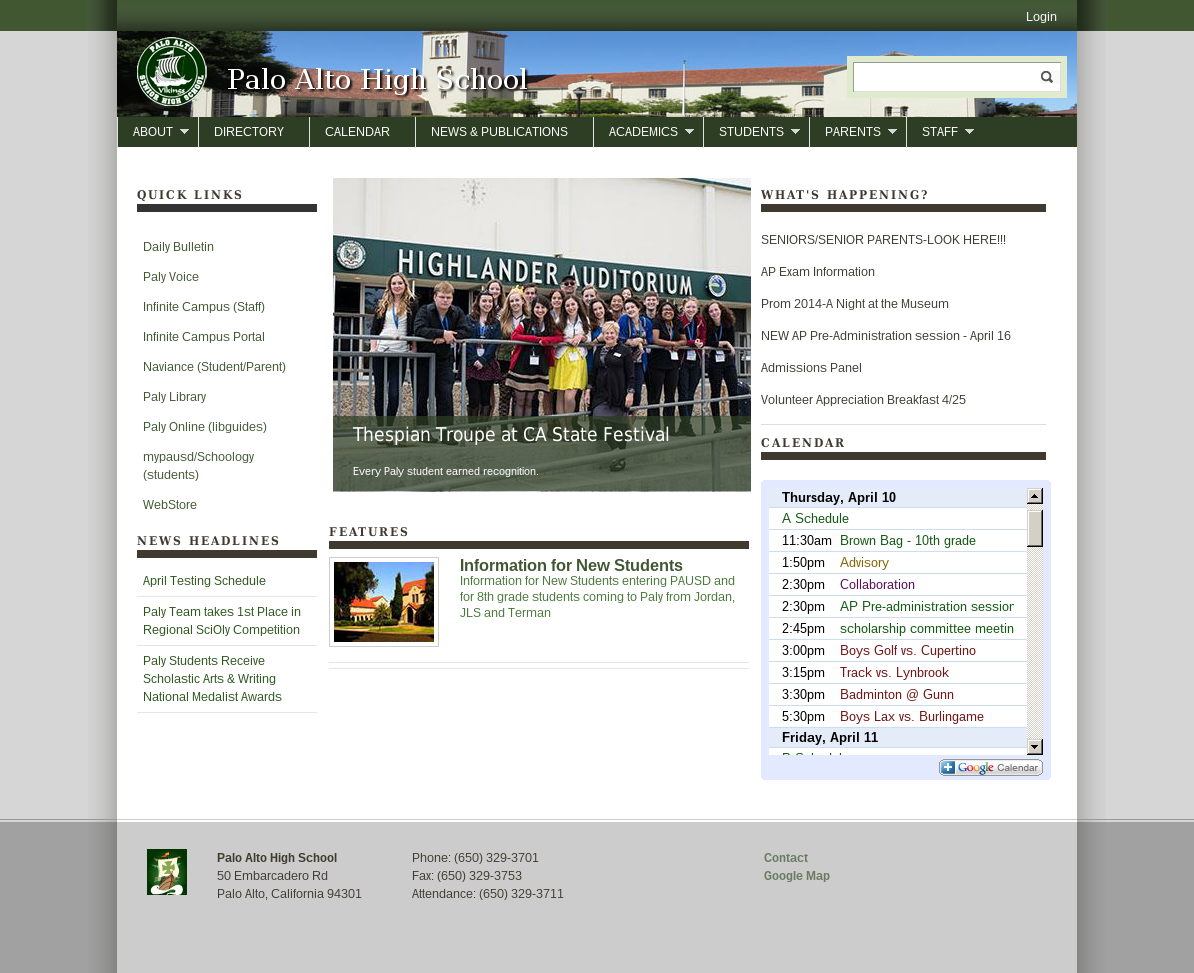 Login
PALO ALTO
Vikings
SENIOR HIGH SCHOOL
Palo Alto High School
ABOUT DIRECTORY CALENDAR NEWS & PUBLICATIONS ACADEMICS STUDENTS PARENTS STAFF
QUICK LINKS
Daily Bulletin
Paly Voice
Infinite Campus (Staff)
Infinite Campus Portal
Naviance (Student/Parent)
Paly Library
Paly Online (libguides)
mypausd/Schoology
(students)
WebStore
NEWS HEADLINES
April Testing Schedule
Paly Team takes 1st Place in
Regional SciOly Competition
Paly Students Receive
Scholastic Arts & Writing
National Medalist Awards
HIGHLANDER AUDITORIUM
Thespian Troupe at CA State Festival
Every Paly student earned recognition.
FEATURES
Information for New Students
Information for New Students entering PAUSD and
for 8th grade students coming to Paly from Jordan,
JLS and Terman
WHAT'S HAPPENING?
SENIORS/SENIOR PARENTS-LOOK HERE!!!
AP Exam Information
Prom 2014-A Night at the Museum
NEW AP Pre-Administration session - April 16
Admissions Panel
Volunteer Appreciation Breakfast 4/25
CALENDAR
Thursday, April 10
A Schedule
11:30am Brown Bag - 10th grade
1:50pm Advisory
2:30pm Collaboration
2:30pm AP Pre-administration session
2:45pm scholarship committee meetin
3:00pm Boys Golf vs. Cupertino
3:15pm Track vs. Lynbrook
3:30pm Badminton @ Gunn
5:30pm Boys Lax vs. Burlingame
Friday, April 11
Google Calendar
Palo Alto High School
50 Embarcadero Rd
Palo Alto, California 94301
Phone: (650) 329-3701
Fax: (650) 329-3753
Attendance: (650) 329-3711
Contact
Google Map